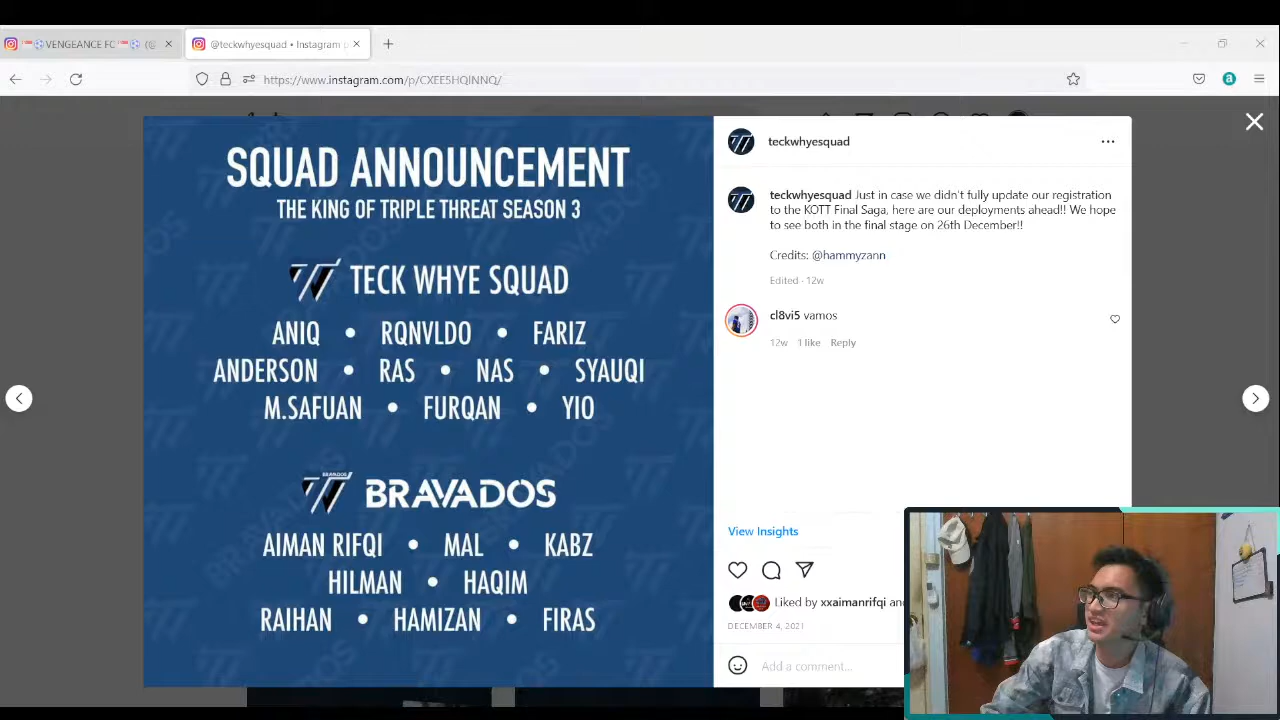 VENGEANCE FC
@teckwhyesquad • Instagram p
https://www.instagram.com/p/CXEE5HQJNNQ/
SQUAD ANNOUNCEMENT
THE KING OF TRIPLE THREAT SEASON 3
TECK WHYE SQUAD
ANIQ • RQNVLDO • FARIZ
ANDERSON • RAS • NAS • SYAUQI
M.SAFUAN • FURQAN • YIO
BRAVADOS
AIMAN RIFQI • MAL • KABZ
HILMAN • HAQIM
RAIHAN • HAMIZAN • FIRAS
teckwhyesquad
teckwhyesquad Just in case we didn't fully update our registration
to the KOTT Final Saga, here are our deployments ahead!! We hope
to see both in the final stage on 26th December!!
Credits: @hammyzann
Edited · 12w
cl8vi5 vamos
12w 1 like Reply
View Insights
Liked by xxaimanrifqi and
DECEMBER 4, 2021
Add a comment...